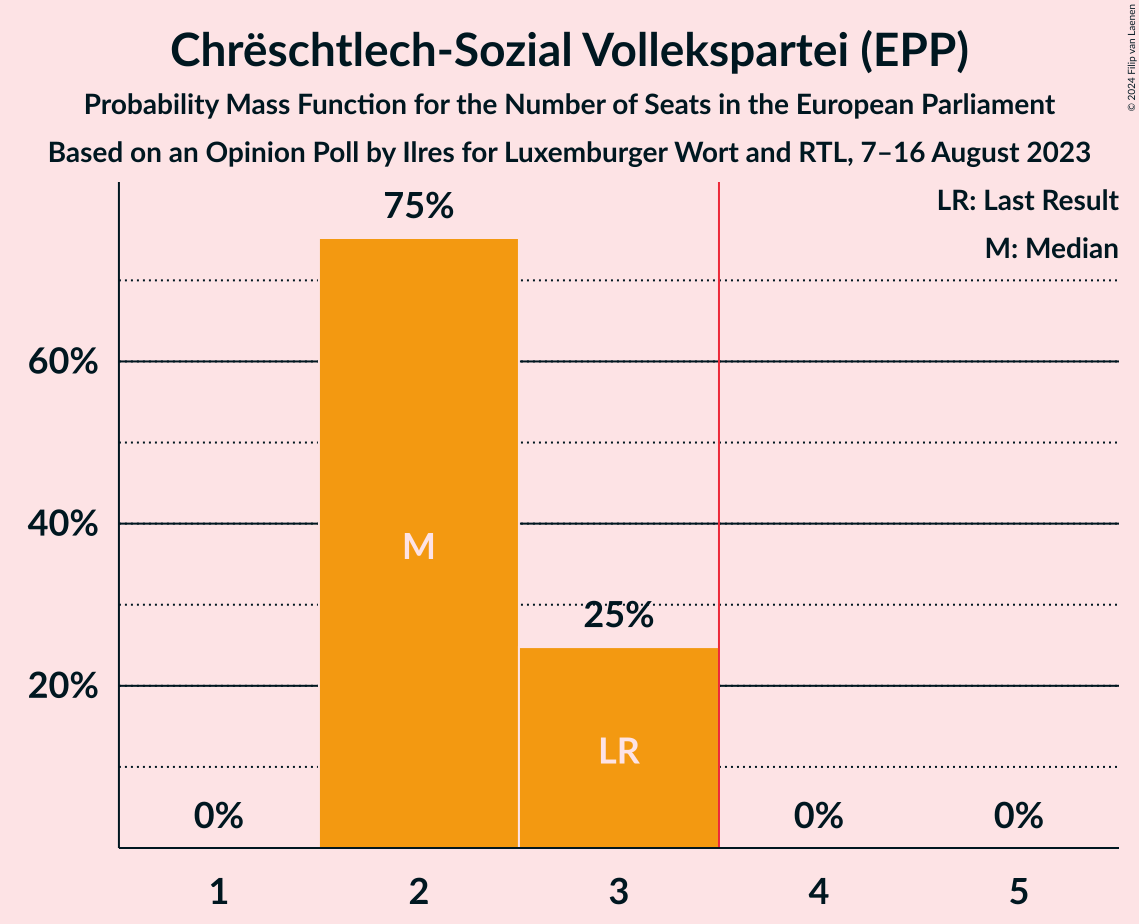 Chrëschtlech-Sozial Vollekspartei (EPP)
Probability Mass Function for the Number of Seats in the European Parliament
Based on an Opinion Poll by Ilres for Luxemburger Wort and RTL, 7–16 August 2023
© 2024 Filip van Laenen
LR: Last Result
M: Median
75%
60%
40%
M
25%
20%
LR
0%
0%
0%
1
2
3
4
5